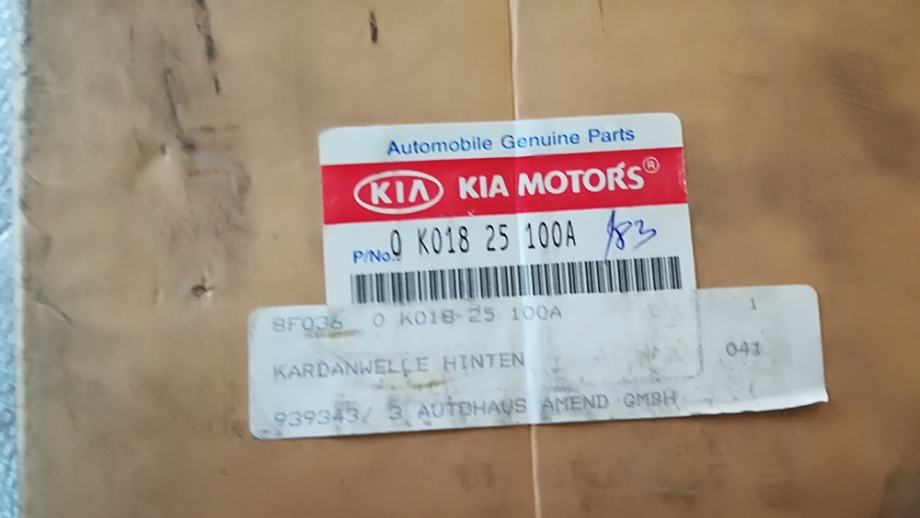 Automobile Genuine Parts
KIA KIA MOTORS®
P/No.: 0 K018 25 100A 183
8F036 0 K018-25 100A 1
KARDANWELLE HINTEN 041
939343/ 3 AUTOHAUS AMEND GMBH